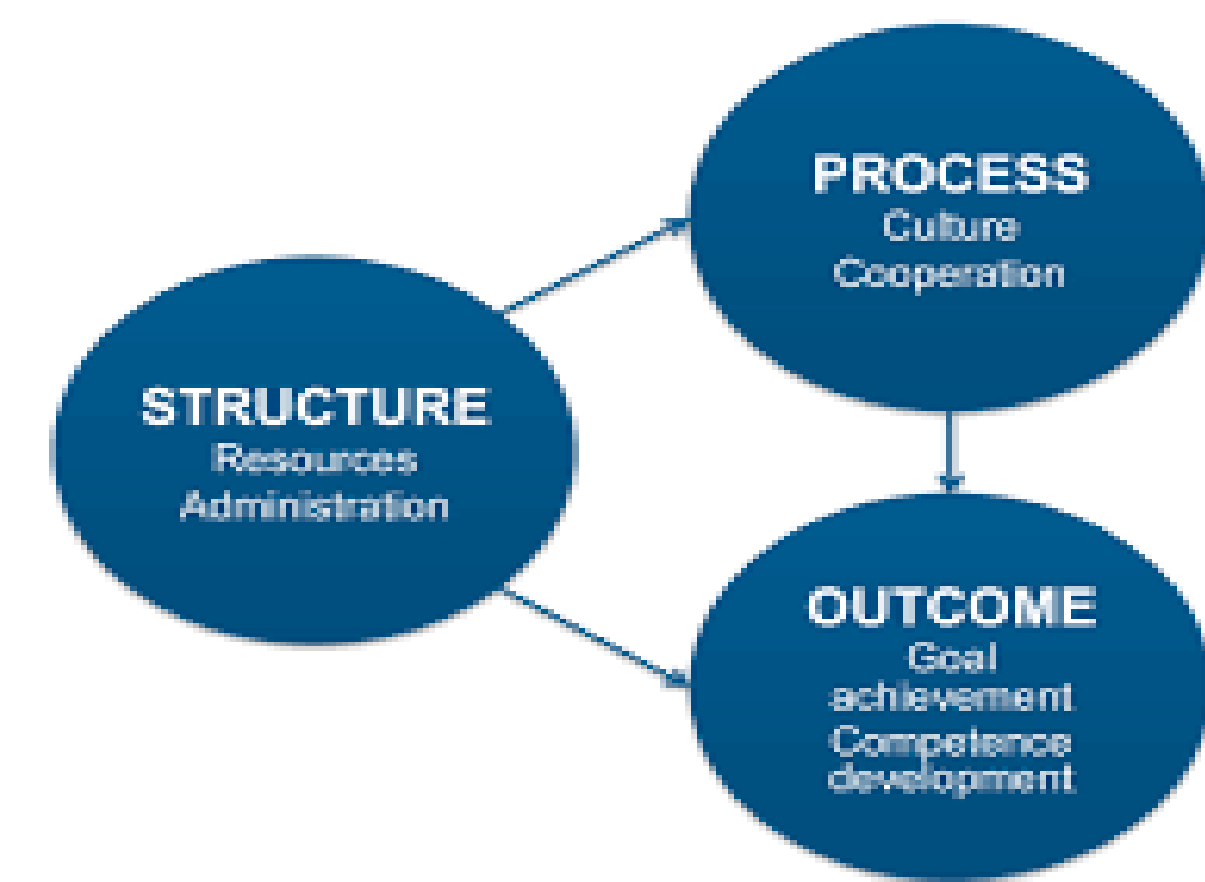 PROCESS
Culture
Cooperation
STRUCTURE
Resources
Administration
OUTCOME
Goal
achievement
Competence
development